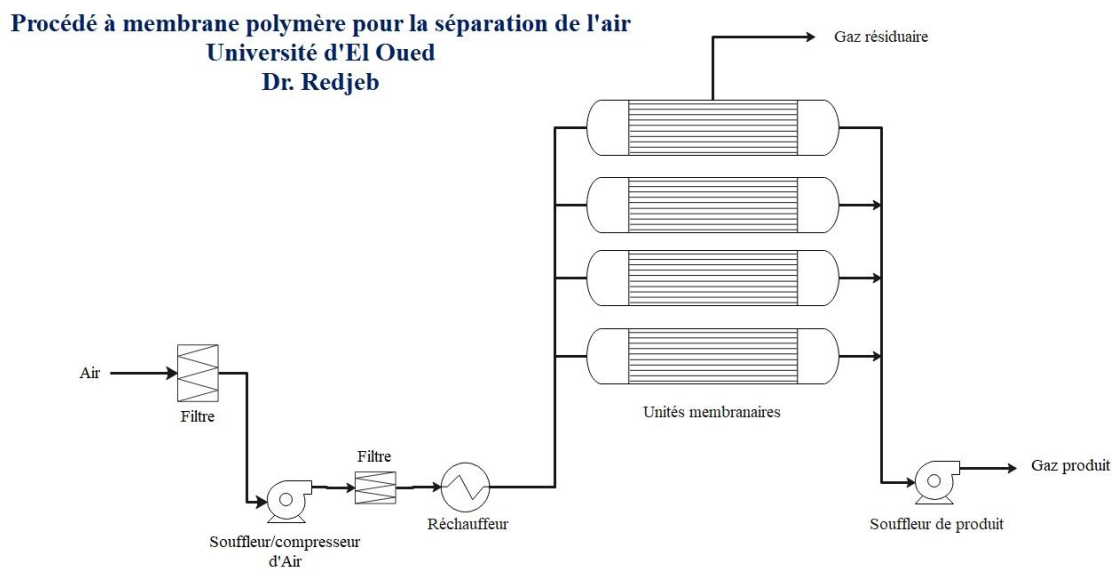 Procédé à membrane polymère pour la séparation de l'air
Université d'El Oued
Dr. Redjeb
Gaz résiduaire
Air
Filtre
Unités membranaires
Filtre
Gaz produit
Réchauffeur
Souffleur de produit
Souffleur/compresseur
d'Air